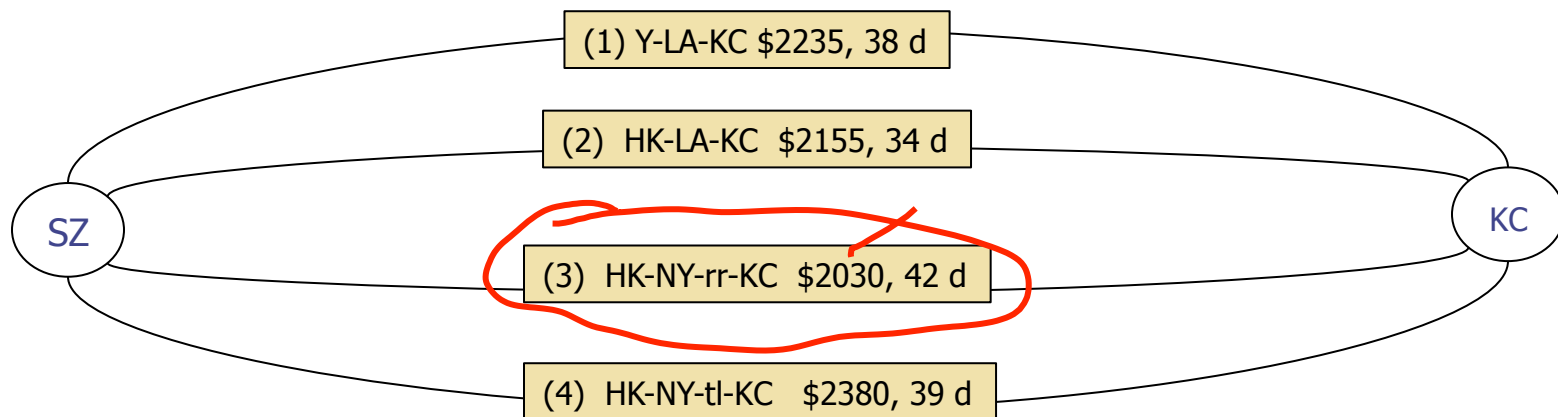 (1) Y-LA-KC $2235, 38 d
(2) HK-LA-KC $2155, 34 d
SZ
KC
(3) HK-NY-rr-KC $2030, 42 d
(4) HK-NY-tl-KC $2380, 39 d